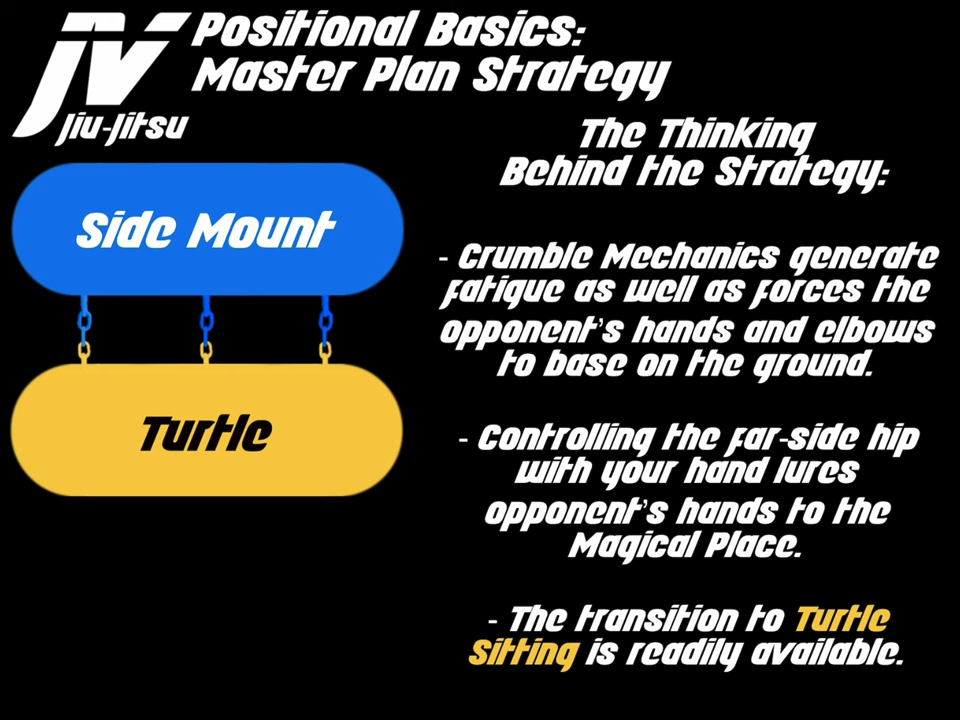 JV
Jiu-Jitsu
Positional Basics:
Master Plan Strategy
Side Mount
Turtle
The Thinking
Behind the Strategy:
- Crumble Mechanics generate
fatigue as well as forces the
opponent's hands and elbows
to base on the ground.
- Controlling the far-side hip
with your hand lures
opponent's hands to the
Magical Place.
- The transition to Turtle
Sitting is readily available.